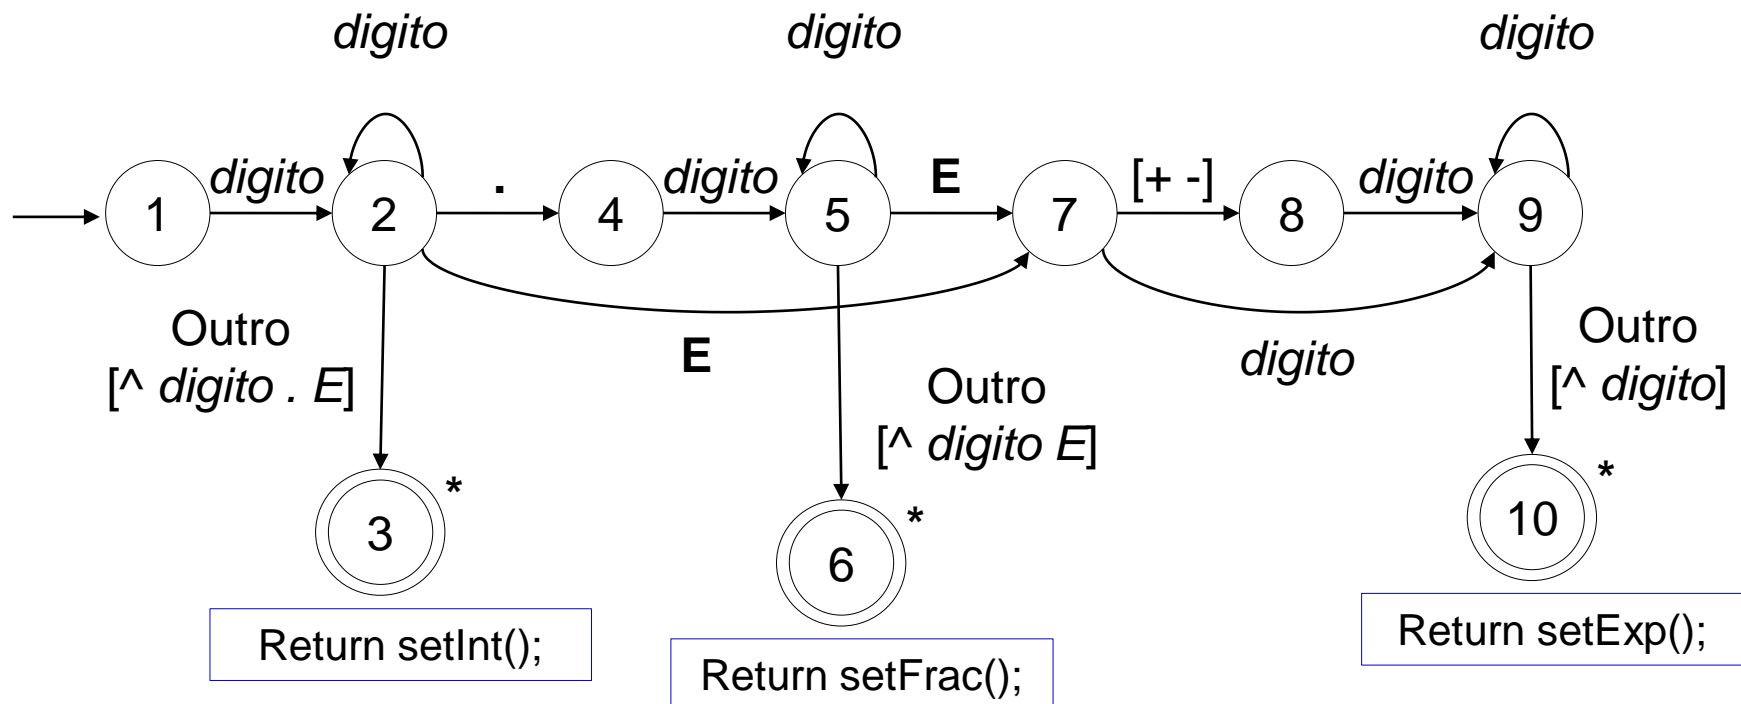 digito digito digito
1 digito 2 . 4 digito 5 E 7 [+ -] 8 digito 9
Outro
[^ digito . E]
E
Outro
[^ digito E]
digito
Outro
[^ digito]
3 *
6 *
10 *
Return setInt();
Return setFrac();
Return setExp();